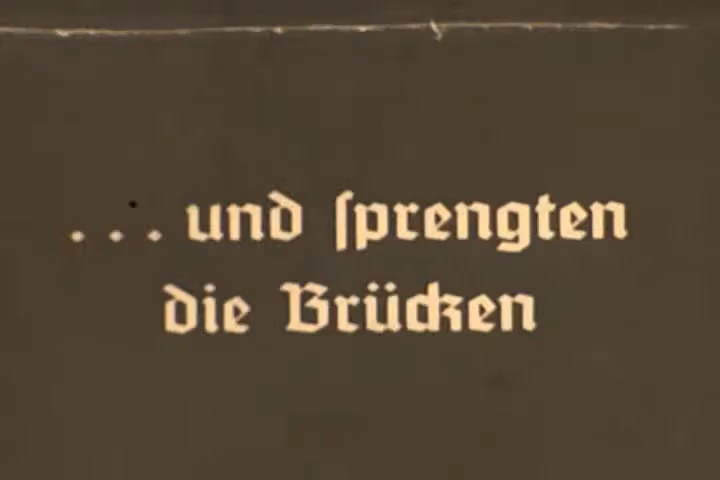 . . . und ſprengten
die Brücken